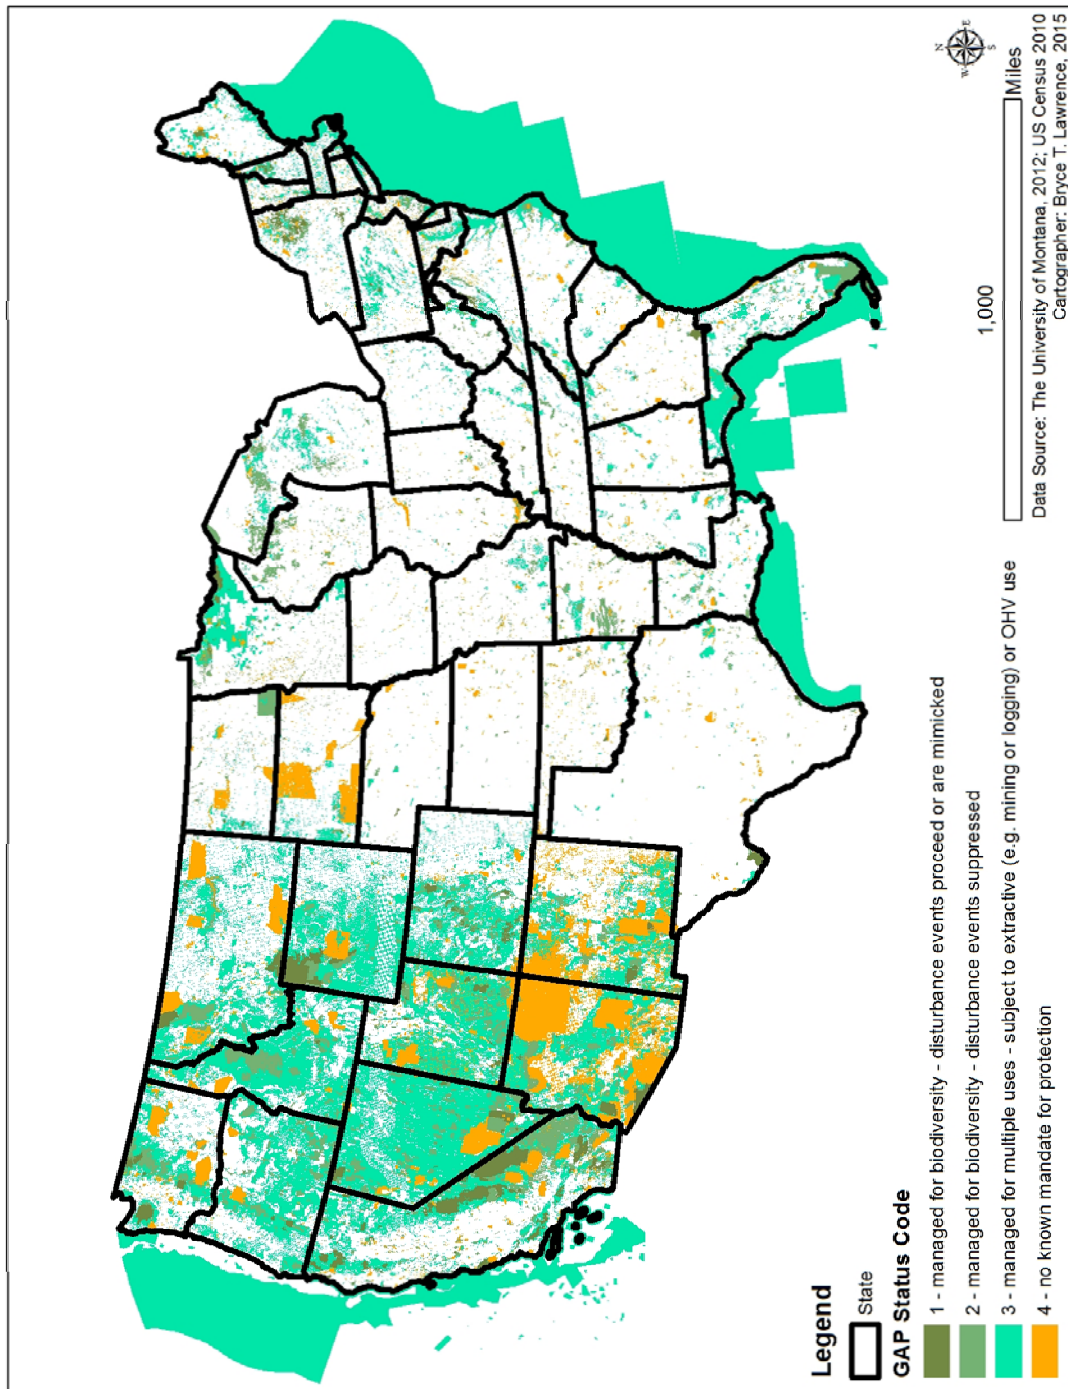 Legend
State
GAP Status Code
1 - managed for biodiversity - disturbance events proceed or are mimicked
2 - managed for biodiversity - disturbance events suppressed
3 - managed for multiple uses - subject to extractive (e.g. mining or logging) or OHV use
4 - no known mandate for protection
N
W E
S
1,000
Miles
Data Source: The University of Montana, 2012; US Census 2010
Cartographer: Bryce T. Lawrence, 2015